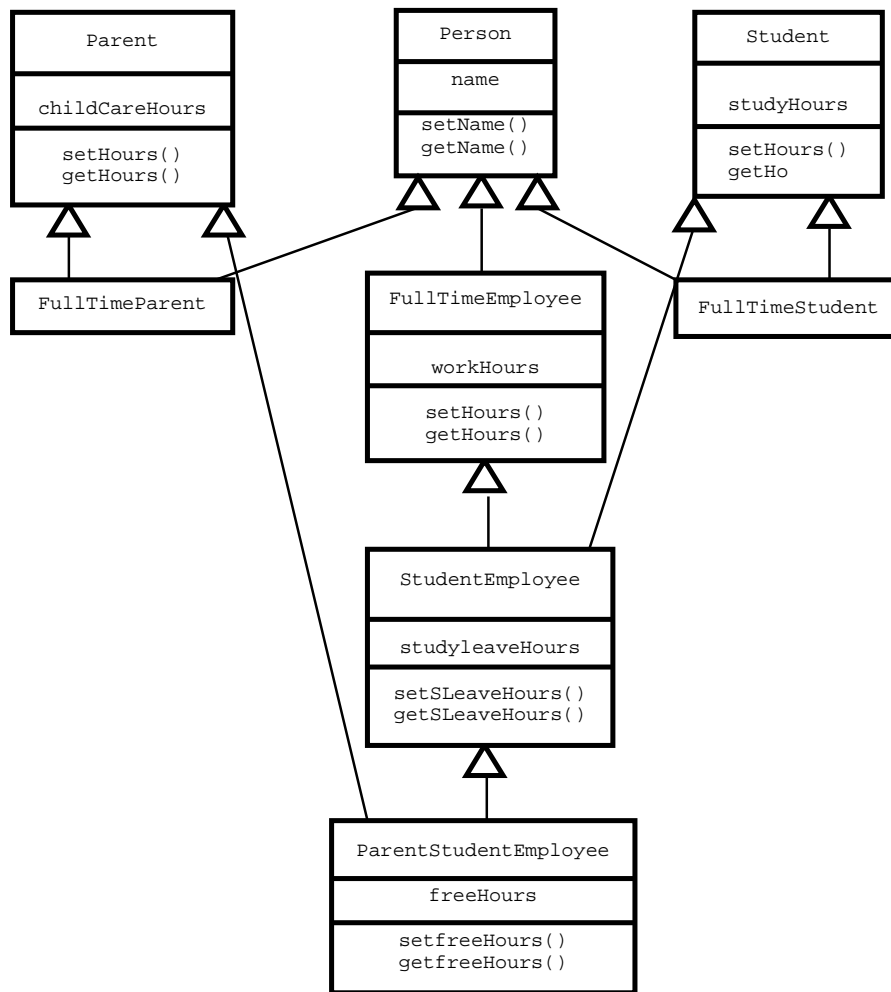 Parent
childCareHours
setHours()
getHours()
Person
name
setName()
getName()
Student
studyHours
setHours()
getHo
FullTimeParent
FullTimeEmployee
workHours
setHours()
getHours()
FullTimeStudent
StudentEmployee
studyleaveHours
setSLeaveHours()
getSLeaveHours()
ParentStudentEmployee
freeHours
setfreeHours()
getfreeHours()